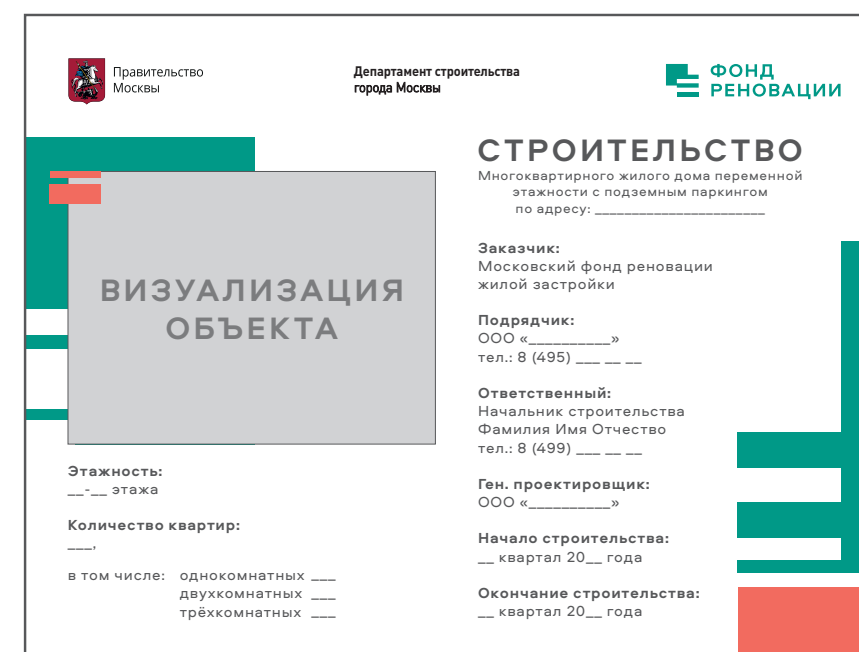 Правительство
Москвы
Департамент строительства
города Москвы
ФОНД
РЕНОВАЦИИ
СТРОИТЕЛЬСТВО
Многоквартирного жилого дома переменной
этажности с подземным паркингом
по адресу: _______________________
ВИЗУАЛИЗАЦИЯ
ОБЪЕКТА
Заказчик:
Московский фонд реновации
жилой застройки
Подрядчик:
ООО «__________»
тел.: 8 (495) ___ __ __
Ответственный:
Начальник строительства
Фамилия Имя Отчество
тел.: 8 (499) ___ __ __
Ген. проектировщик:
ООО «__________»
Начало строительства:
__ квартал 20__ года
Окончание строительства:
__ квартал 20__ года
Этажность:
__-__ этажа
Количество квартир:
___,
в том числе: однокомнатных ___
двухкомнатных ___
трёхкомнатных ___